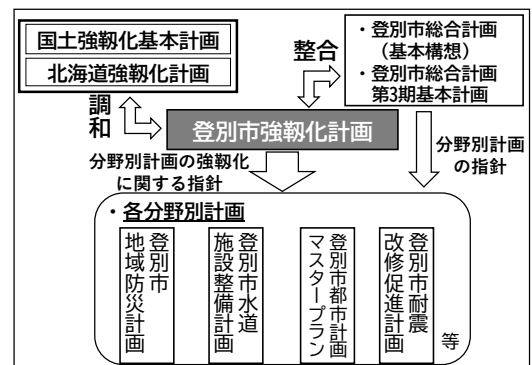 国土強靱化基本計画
北海道強靱化計画
・登別市総合計画
（基本構想）
・登別市総合計画
第3期基本計画
整合
調和
登別市強靱化計画
分野別計画の強靱化
に関する指針
分野別計画
の指針
・各分野別計画
登別市
地域防災計画
登別市水道
施設整備計画
登別市都市計画
マスタープラン
登別市耐震
改修促進計画
等